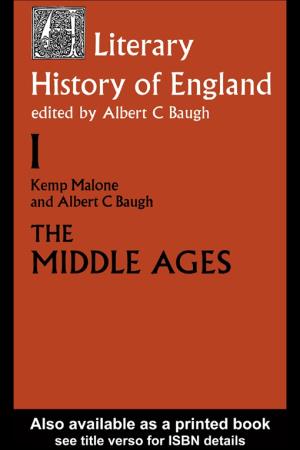 A Literary
History of England
edited by Albert C Baugh
I
Kemp Malone
and Albert C Baugh
THE
MIDDLE AGES
Also available as a printed book
see title verso for ISBN details